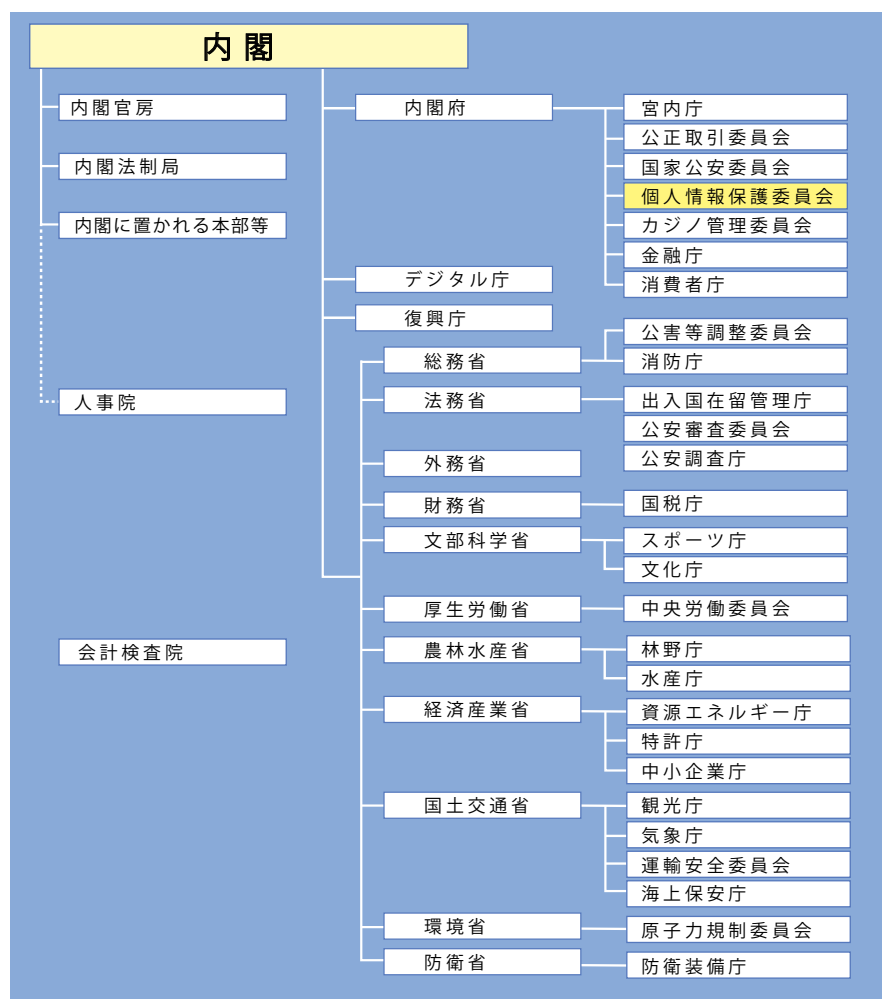 内閣
内閣官房
内閣法制局
内閣に置かれる本部等
人事院
会計検査院
内閣府
宮内庁
公正取引委員会
国家公安委員会
個人情報保護委員会
カジノ管理委員会
金融庁
消費者庁
デジタル庁
復興庁
総務省
公害等調整委員会
消防庁
法務省
出入国在留管理庁
公安審査委員会
公安調査庁
外務省
財務省
国税庁
文部科学省
スポーツ庁
文化庁
厚生労働省
中央労働委員会
農林水産省
林野庁
水産庁
経済産業省
資源エネルギー庁
特許庁
中小企業庁
国土交通省
観光庁
気象庁
運輸安全委員会
海上保安庁
環境省
原子力規制委員会
防衛省
防衛装備庁